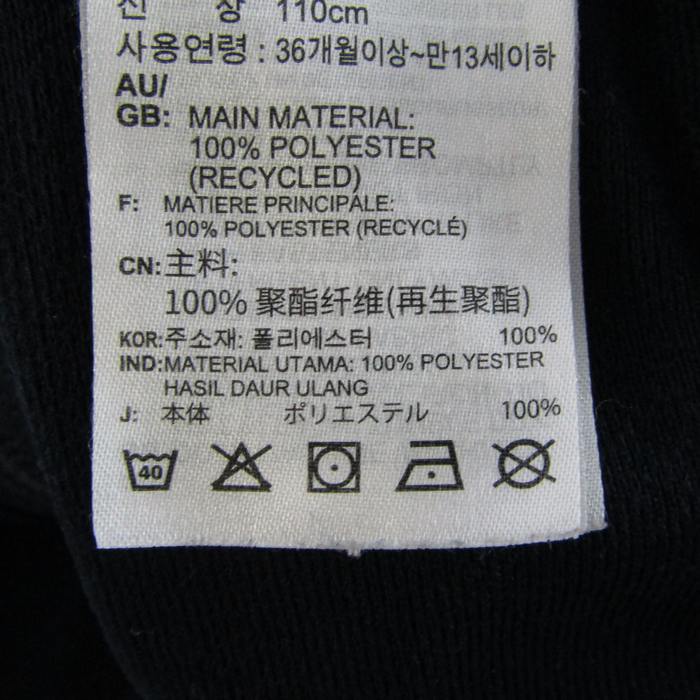 신 장 110cm
사용연령 : 36개월이상~만13세이하
AU/
GB: MAIN MATERIAL:
100% POLYESTER
(RECYCLED)
F: MATIERE PRINCIPALE:
100% POLYESTER (RECYCLÉ)
CN:主料:
100% 聚酯纤维(再生聚酯)
KOR:주소재: 폴리에스터 100%
IND:MATERIAL UTAMA: 100% POLYESTER
HASIL DAUR ULANG
J: 本体 ポリエステル 100%
40